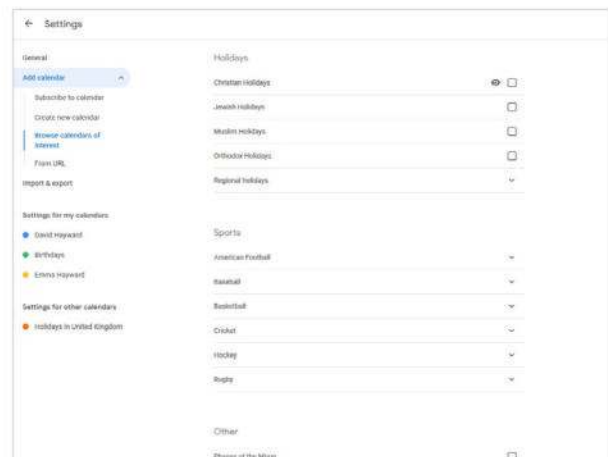 Settings
General
Add calendar
Subscribe to calendar
Create new calendar
Browse calendars of
interest
From URL
Import & export
Settings for my calendars
David Hayward
Birthdays
Emma Hayward
Settings for other calendars
Holidays in United Kingdom
Holidays
Christian Holidays
Jewish Holidays
Muslim Holidays
Orthodox Holidays
Regional holidays
Sports
American Football
Baseball
Basketball
Cricket
Hockey
Rugby
Other
Phases of the Moon